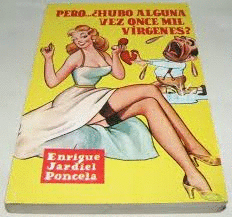 PERO...¿HUBO ALGUNA
VEZ ONCE MIL
VÍRGENES?
Enrique
Jardiel
Poncela